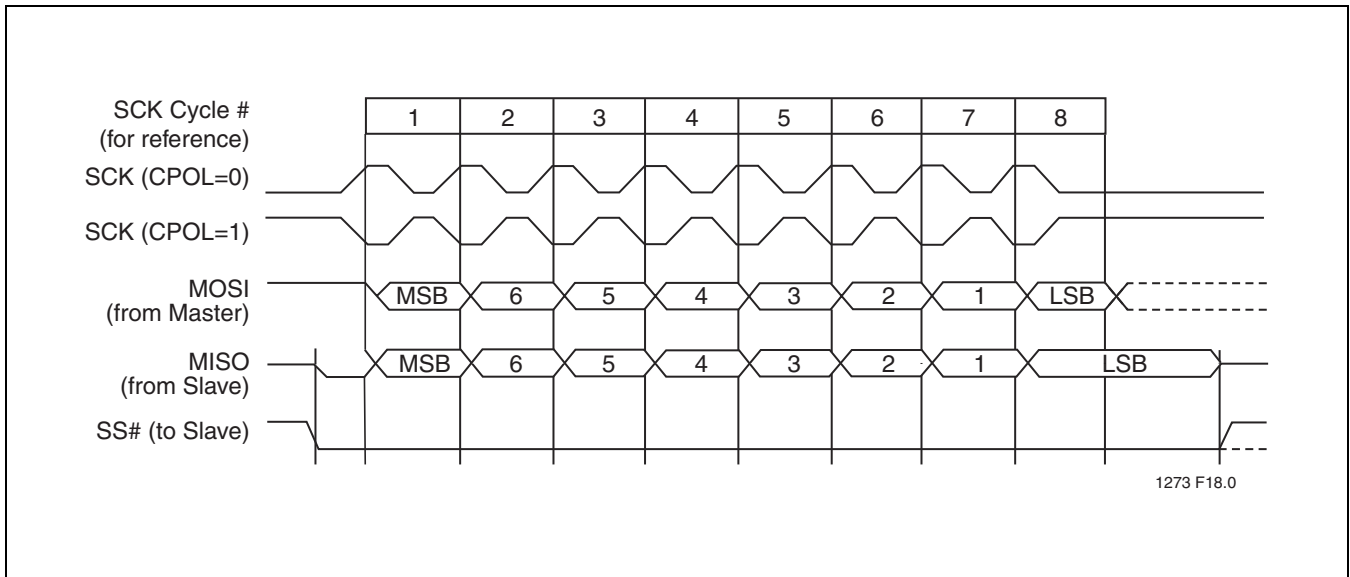 SCK Cycle #
(for reference)
1 2 3 4 5 6 7 8
SCK (CPOL=0)
SCK (CPOL=1)
MOSI
(from Master)
MSB 6 5 4 3 2 1 LSB
MISO
(from Slave)
MSB 6 5 4 3 2 1 LSB
SS# (to Slave)
1273 F18.0